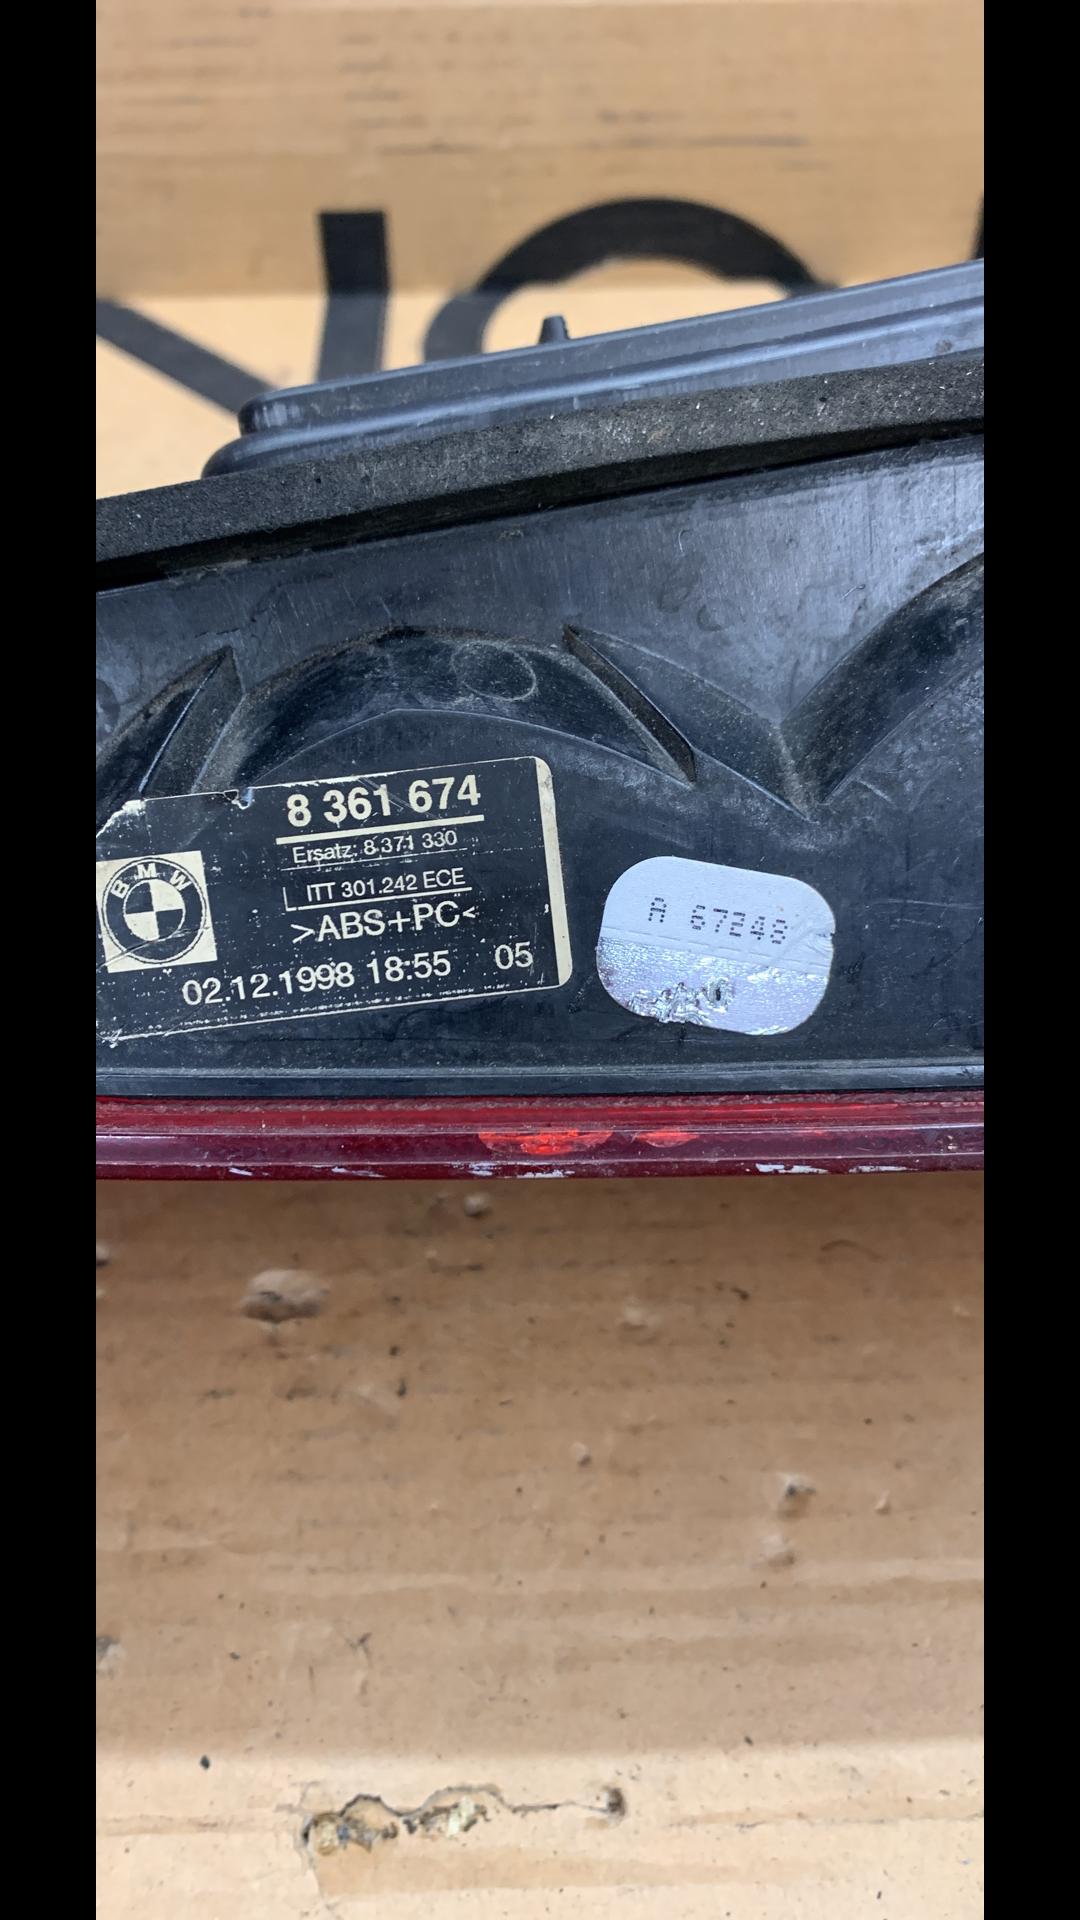 8 361 674
Ersatz: 8 371 330
ITT 301.242 ECE
>ABS+PC<
BMW
02.12.1998 18:55 05
A 67248